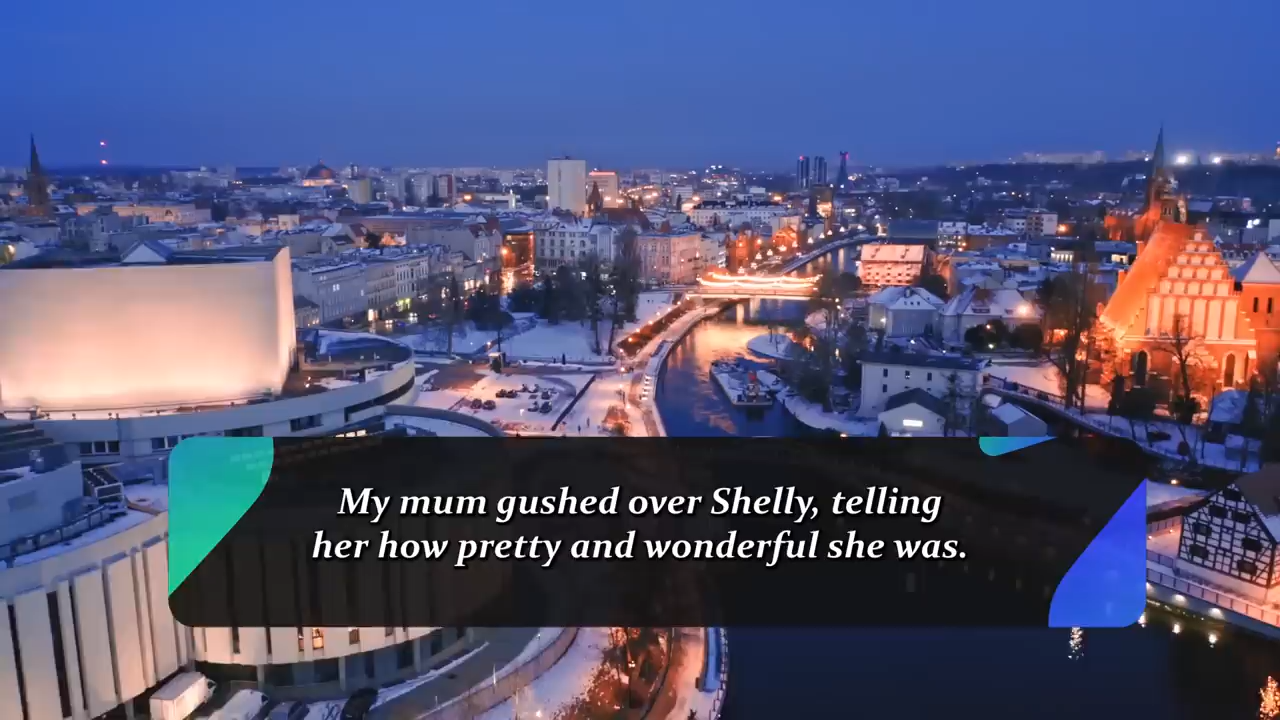 My mum gushed over Shelly, telling
her how pretty and wonderful she was.